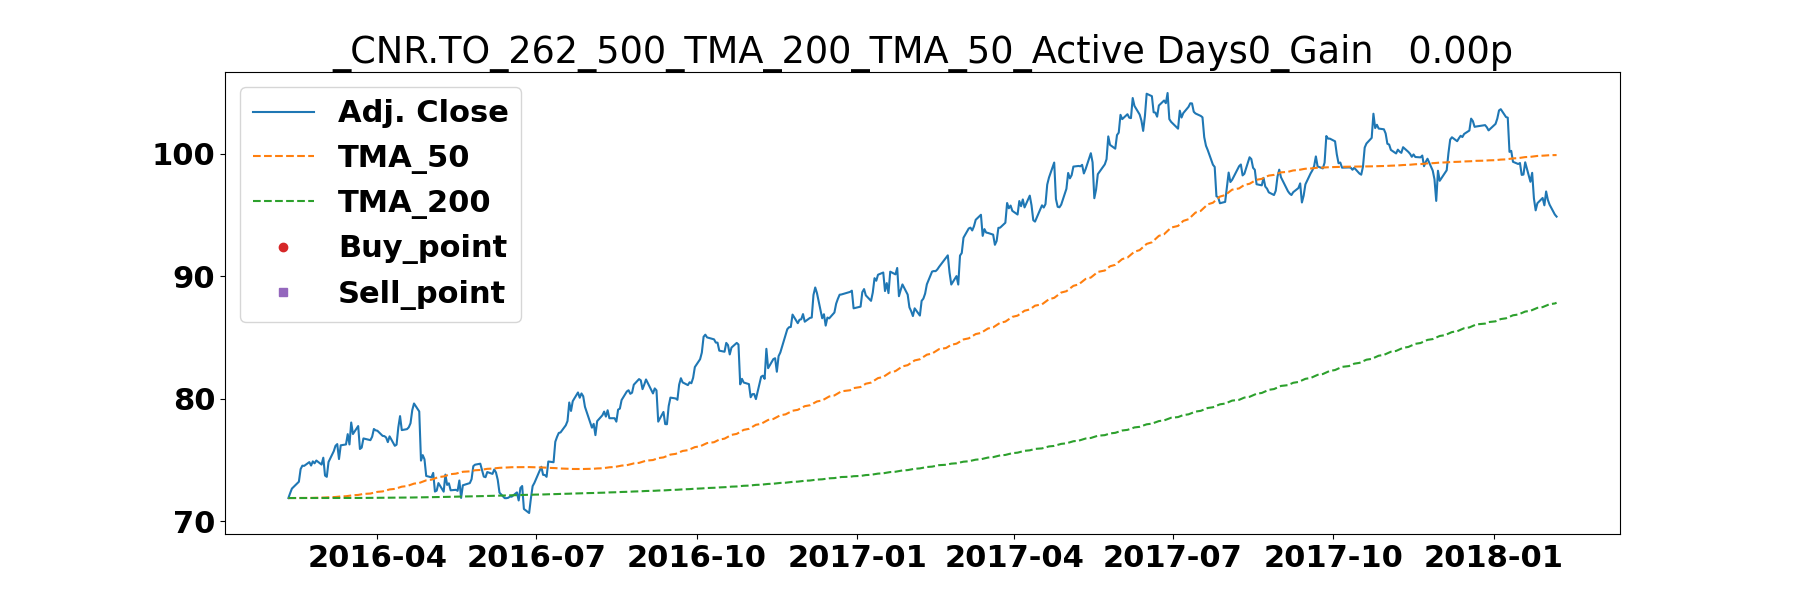 _CNR.TO_262_500_TMA_200_TMA_50_Active Days0_Gain   0.00p
Adj. Close
TMA_50
TMA_200
Buy_point
Sell_point
100
90
80
70
2016-04 2016-07 2016-10 2017-01 2017-04 2017-07 2017-10 2018-01